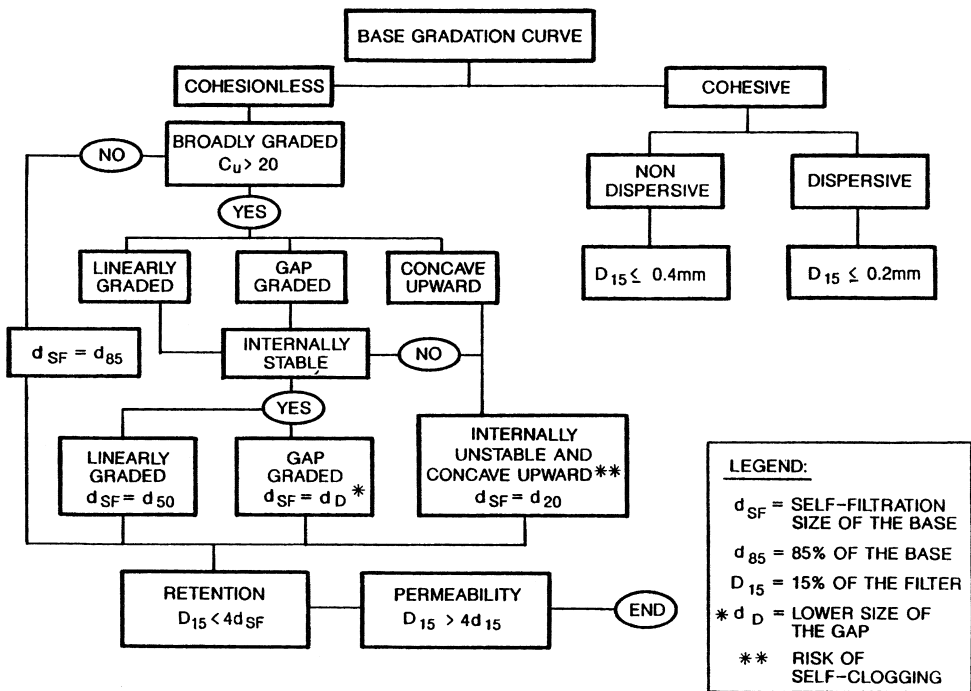 BASE GRADATION CURVE
COHESIONLESS
COHESIVE
BROADLY GRADED
Cu > 20
NO
YES
NON
DISPERSIVE
DISPERSIVE
D15 ≤ 0.4mm
D15 ≤ 0.2mm
LINEARLY
GRADED
GAP
GRADED
CONCAVE
UPWARD
dSF = d85
INTERNALLY
STABLE
NO
YES
LINEARLY
GRADED
dSF = d50
GAP
GRADED
dSF = dD*
INTERNALLY
UNSTABLE AND
CONCAVE UPWARD**
dSF = d20
RETENTION
D15 < 4dSF
PERMEABILITY
D15 > 4d15
END
LEGEND:
dSF = SELF-FILTRATION
SIZE OF THE BASE
d85 = 85% OF THE BASE
D15 = 15% OF THE FILTER
* dD = LOWER SIZE OF
THE GAP
** RISK OF
SELF-CLOGGING